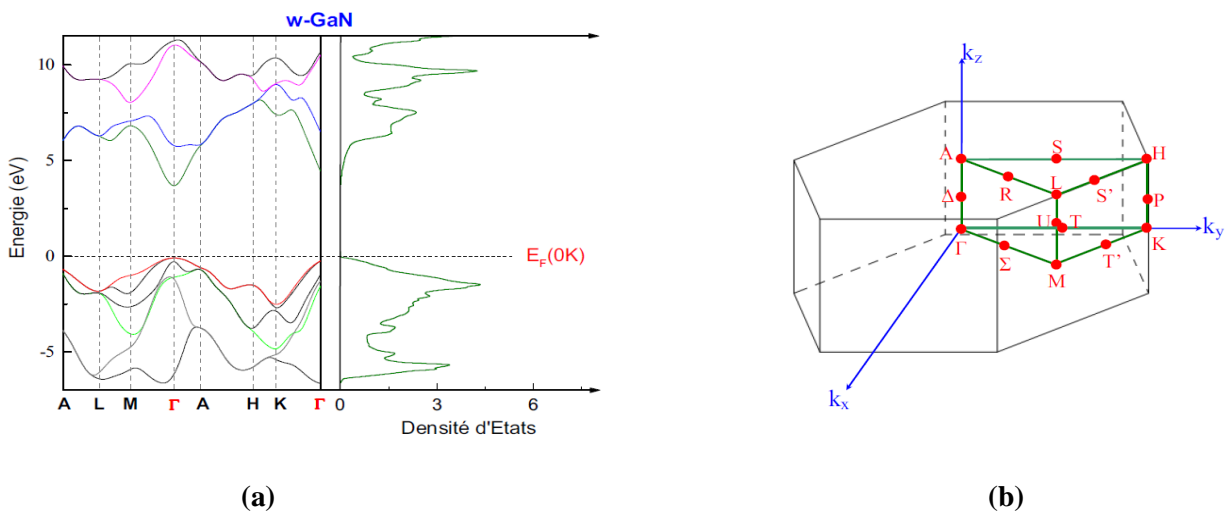 w-GaN
10
5
0
-5
Energie (eV)
E_F(0K)
A L M Γ A H K Γ 0 3 6
Densité d'Etats
(a)
k_z
A S H
R L S'
Δ P
U T
Γ K k_y
Σ T'
M
k_x
(b)